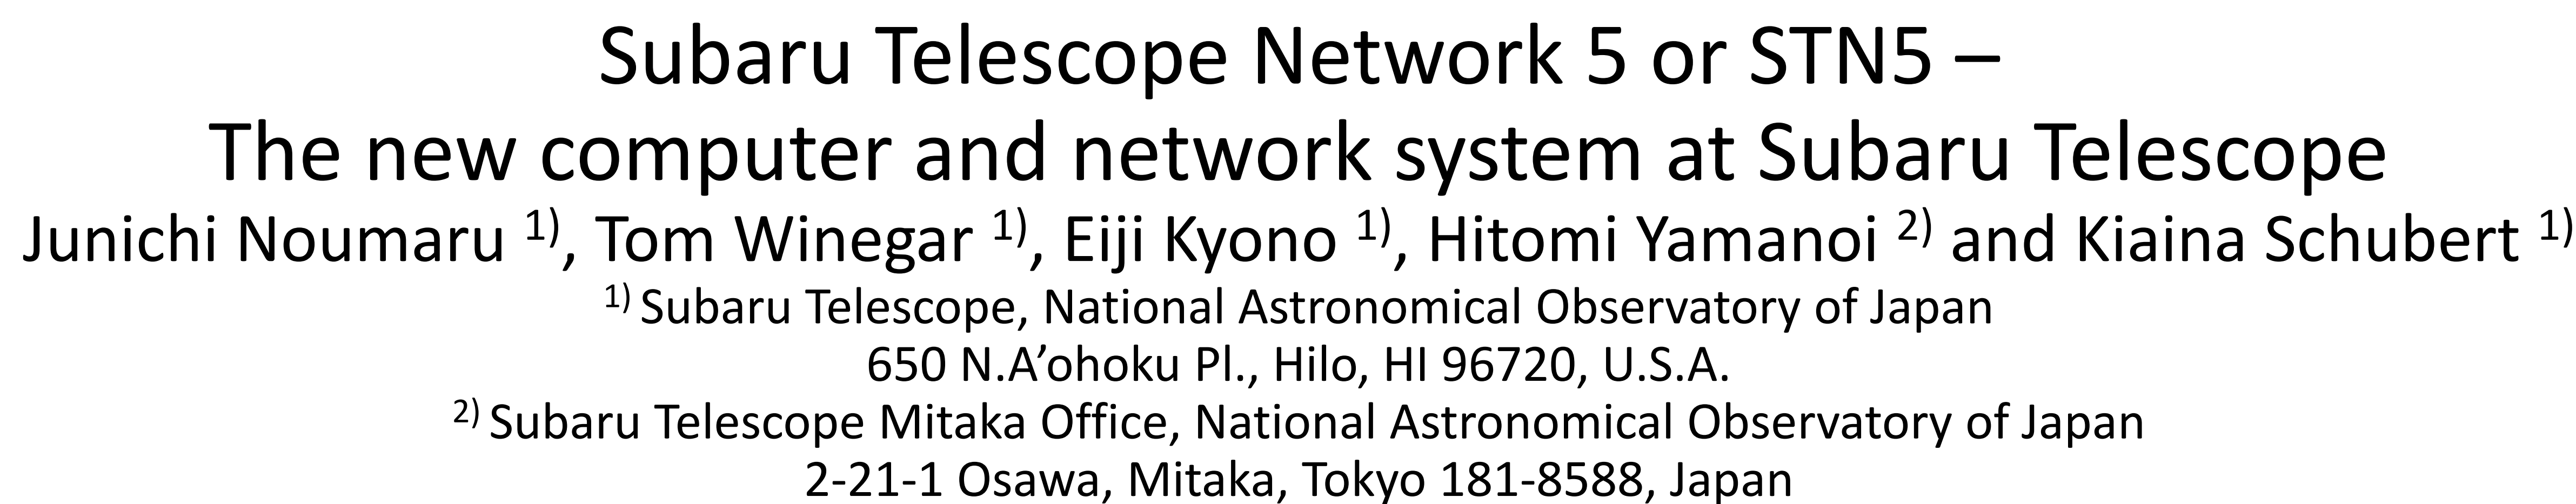 Subaru Telescope Network 5 or STN5 –
The new computer and network system at Subaru Telescope
Junichi Noumaru 1), Tom Winegar 1), Eiji Kyono 1), Hitomi Yamanoi 2) and Kiaina Schubert 1)
1) Subaru Telescope, National Astronomical Observatory of Japan
650 N.A’ohoku Pl., Hilo, HI 96720, U.S.A.
2) Subaru Telescope Mitaka Office, National Astronomical Observatory of Japan
2-21-1 Osawa, Mitaka, Tokyo 181-8588, Japan